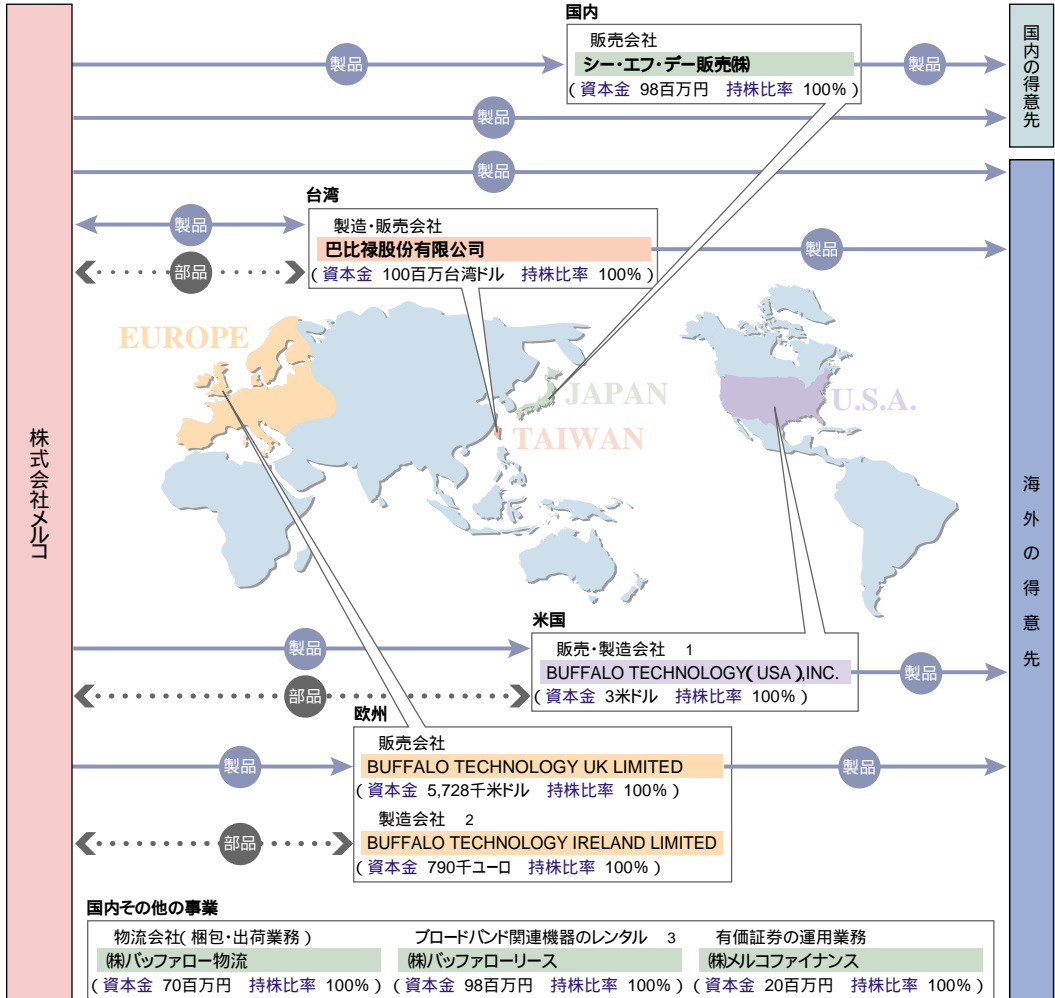 株式会社メルコ
国内
販売会社
シー・エフ・デー販売㈱
( 資本金 98百万円 持株比率 100% )
製品
製品
国内の得意先
製品
製品
台湾
製造・販売会社
巴比禄股份有限公司
( 資本金 100百万台湾ドル 持株比率 100% )
製品
部品
製品
EUROPE
JAPAN
TAIWAN
U.S.A.
海外の得意先
米国
販売・製造会社 1
BUFFALO TECHNOLOGY( USA ),INC.
( 資本金 3米ドル 持株比率 100% )
製品
部品
製品
欧州
販売会社
BUFFALO TECHNOLOGY UK LIMITED
( 資本金 5,728千米ドル 持株比率 100% )
製造会社 2
BUFFALO TECHNOLOGY IRELAND LIMITED
( 資本金 790千ユーロ 持株比率 100% )
製品
部品
製品
国内その他の事業
物流会社( 梱包・出荷業務 )
㈱バッファロー物流
( 資本金 70百万円 持株比率 100% )
ブロードバンド関連機器のレンタル 3
㈱バッファローリース
( 資本金 98百万円 持株比率 100% )
有価証券の運用業務
㈱メルコファイナンス
( 資本金 20百万円 持株比率 100% )